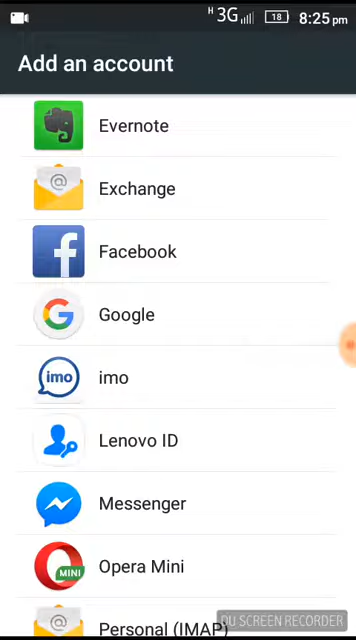 H 3G 18 8:25 pm
Add an account
Evernote
@ Exchange
Facebook
Google
imo imo
Lenovo ID
Messenger
MINI Opera Mini
@ Personal (IMAP)
DU SCREEN RECORDER